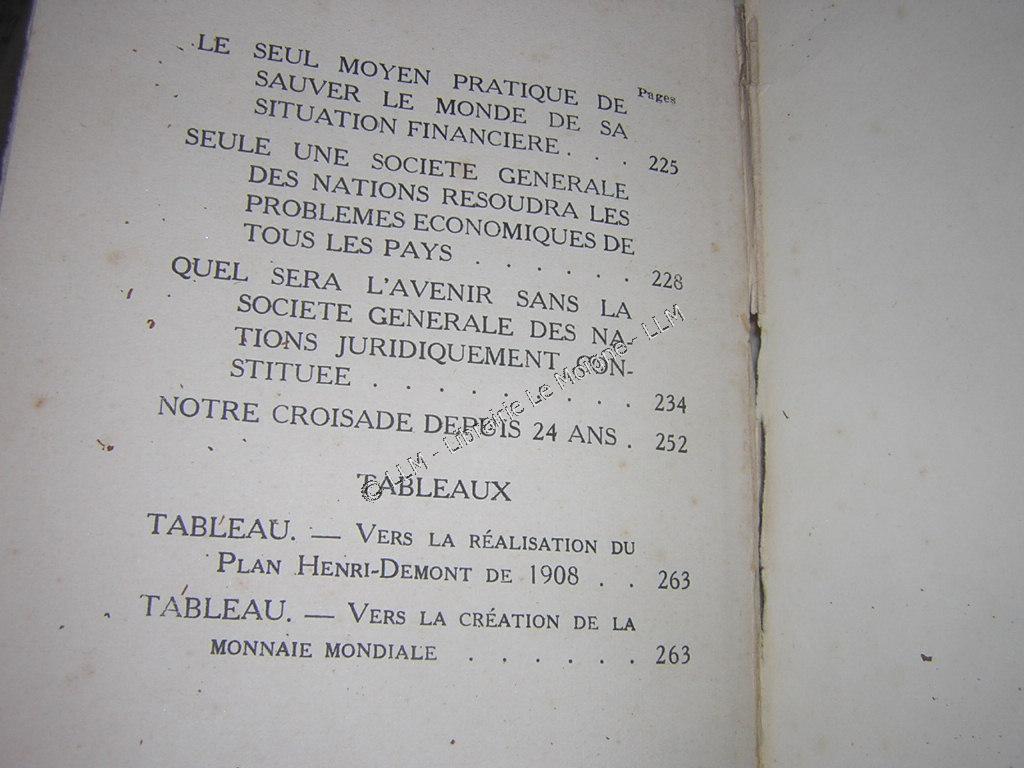 Pages
LE SEUL MOYEN PRATIQUE DE
SAUVER LE MONDE DE SA
SITUATION FINANCIERE . . . 225
SEULE UNE SOCIETE GENERALE
DES NATIONS RESOUDRA LES
PROBLEMES ECONOMIQUES DE
TOUS LES PAYS . . . . . . 228
QUEL SERA L'AVENIR SANS LA
SOCIETE GENERALE DES NA-
TIONS JURIDIQUEMENT CON-
STITUEE . . . . . . . 234
NOTRE CROISADE DEPUIS 24 ANS . 252
TABLEAUX
TABLEAU. — VERS LA RÉALISATION DU
PLAN HENRI-DEMONT DE 1908 . . 263
TABLEAU. — VERS LA CRÉATION DE LA
MONNAIE MONDIALE . . . . . . 263
© LLM - Librairie Le Moigne - LLM